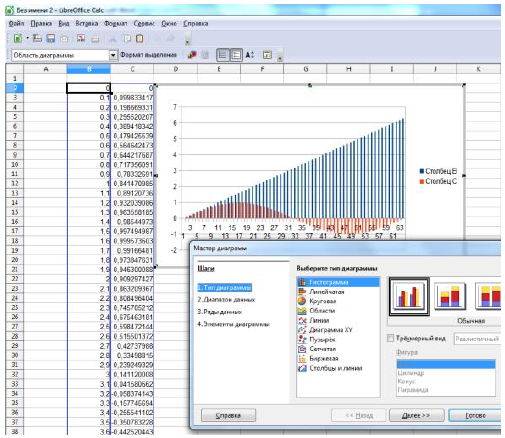 Без имени 2 - LibreOffice Calc
Файл Правка Вид Вставка Формат Сервис Окно Справка
Область диаграммы Формат выделения
A B C D E F G H I J K
1
2 0 0
3 0,1 0,099833417
4 0,2 0,198669331
5 0,3 0,295520207
6 0,4 0,389418342
7 0,5 0,479425539
8 0,6 0,564642473
9 0,7 0,644217687
10 0,8 0,717356091
11 0,9 0,78332691
12 1 0,841470985
13 1,1 0,89120736
14 1,2 0,932039086
15 1,3 0,963558185
16 1,4 0,98544973
17 1,5 0,997494987
18 1,6 0,999573603
19 1,7 0,99166481
20 1,8 0,973847631
21 1,9 0,946300088
22 2 0,909297427
23 2,1 0,863209367
24 2,2 0,808496404
25 2,3 0,745705212
26 2,4 0,675463181
27 2,5 0,598472144
28 2,6 0,515501372
29 2,7 0,42737988
30 2,8 0,33498815
31 2,9 0,239249329
32 3 0,141120008
33 3,1 0,041580662
34 3,2 -0,058374143
35 3,3 -0,157745694
36 3,4 -0,255541102
37 3,5 -0,350783228
38 3,6 -0,442520443
7
6
5
4
3
2
1
0
-1
-2
3 7 11 15 19 23 27 31 35 39 43 47 51 55 59 63
1 5 9 13 17 21 25 29 33 37 41 45 49 53 57 61
Столбец B
Столбец C
Мастер диаграмм
Шаги
1.Тип диаграммы
2.Диапазон данных
3.Ряды данных
4.Элементы диаграммы
Выберите тип диаграммы
Гистограмма
Линейчатая
Круговая
Области
Линии
Диаграмма XY
Пузырёк
Сетчатая
Биржевая
Столбцы и линии
Обычная
Трёхмерный вид Реалистичный
Фигура
Цилиндр
Конус
Пирамида
Справка << Назад Далее >> Готово